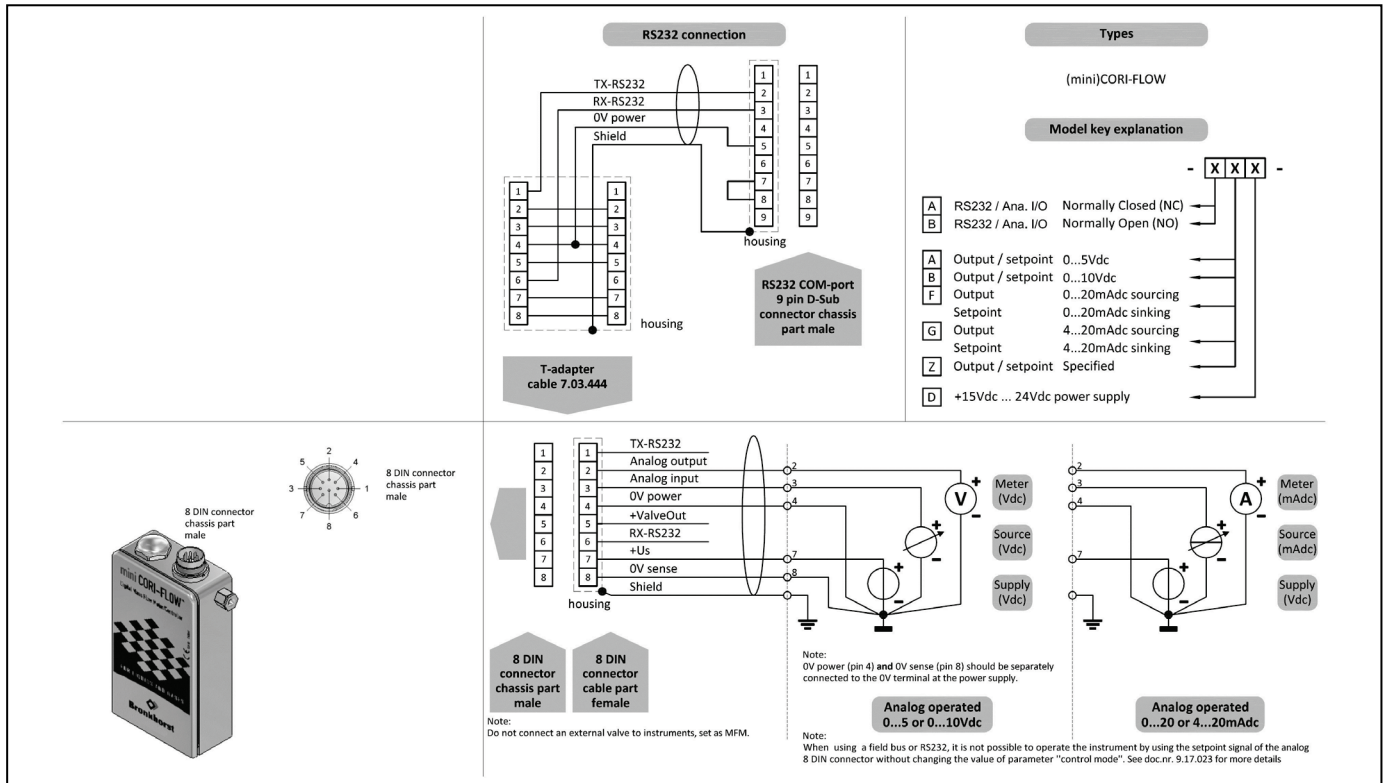 RS232 connection
TX-RS232
RX-RS232
0V power
Shield
1
2
3
4
5
6
7
8
9
1
2
3
4
5
6
7
8
9
housing
1
2
3
4
5
6
7
8
1
2
3
4
5
6
7
8
housing
RS232 COM-port
9 pin D-Sub
connector chassis
part male
T-adapter
cable 7.03.444
Types
(mini)CORI-FLOW
Model key explanation
- X X X -
A RS232 / Ana. I/O Normally Closed (NC)
B RS232 / Ana. I/O Normally Open (NO)
A Output / setpoint 0...5Vdc
B Output / setpoint 0...10Vdc
F Output 0...20mAdc sourcing
Setpoint 0...20mAdc sinking
G Output 4...20mAdc sourcing
Setpoint 4...20mAdc sinking
Z Output / setpoint Specified
D +15Vdc ... 24Vdc power supply
2
5 4
3 1
7 6
8
8 DIN connector
chassis part
male
8 DIN connector
chassis part
male
mini CORI-FLOW™
Bronkhorst
1
2
3
4
5
6
7
8
1
2
3
4
5
6
7
8
housing
TX-RS232
Analog output
Analog input
0V power
+ValveOut
RX-RS232
+Us
0V sense
Shield
8 DIN
connector
chassis part
male
8 DIN
connector
cable part
female
Note:
Do not connect an external valve to instruments, set as MFM.
2
3
4
7
8
V
+
–
+
–
+
–
Meter
(Vdc)
Source
(Vdc)
Supply
(Vdc)
Note:
0V power (pin 4) and 0V sense (pin 8) should be separately
connected to the 0V terminal at the power supply.
Analog operated
0...5 or 0...10Vdc
2
3
4
7
A
+
–
+
–
+
–
Meter
(mAdc)
Source
(mAdc)
Supply
(Vdc)
Analog operated
0...20 or 4...20mAdc
Note:
When using a field bus or RS232, it is not possible to operate the instrument by using the setpoint signal of the analog
8 DIN connector without changing the value of parameter "control mode". See doc.nr. 9.17.023 for more details